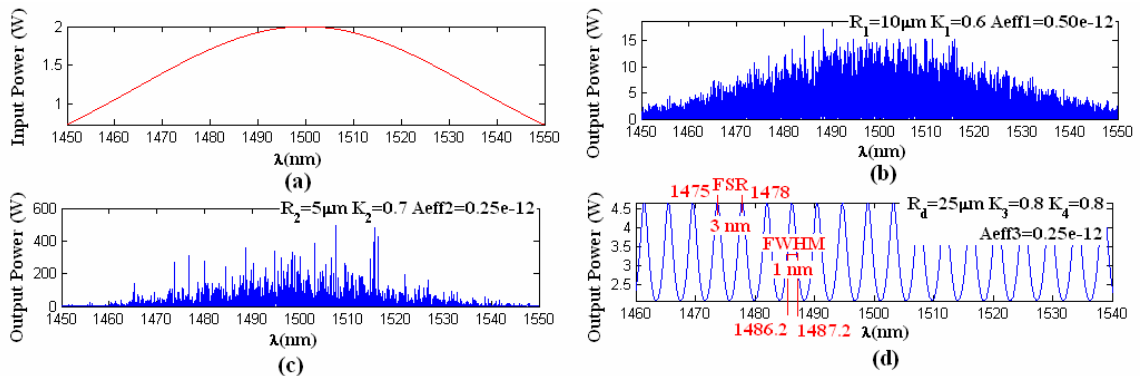 Input Power (W)
2
1
1450 1460 1470 1480 1490 1500 1510 1520 1530 1540 1550
λ(nm)
(a)
Output Power (W)
R1=10μm K1=0.6 Aeff1=0.50e-12
15
10
5
0
1450 1460 1470 1480 1490 1500 1510 1520 1530 1540 1550
λ(nm)
(b)
Output Power (W)
R2=5μm K2=0.7 Aeff2=0.25e-12
600
400
200
0
1450 1460 1470 1480 1490 1500 1510 1520 1530 1540 1550
λ(nm)
(c)
Output Power (W)
1475 FSR 1478
3 nm
FWHM
1 nm
Rd=25μm K3=0.8 K4=0.8
Aeff3=0.25e-12
4.5
4
3.5
3
2.5
1460 1470 1480 1490 1500 1510 1520 1530 1540
1486.2 1487.2
λ(nm)
(d)